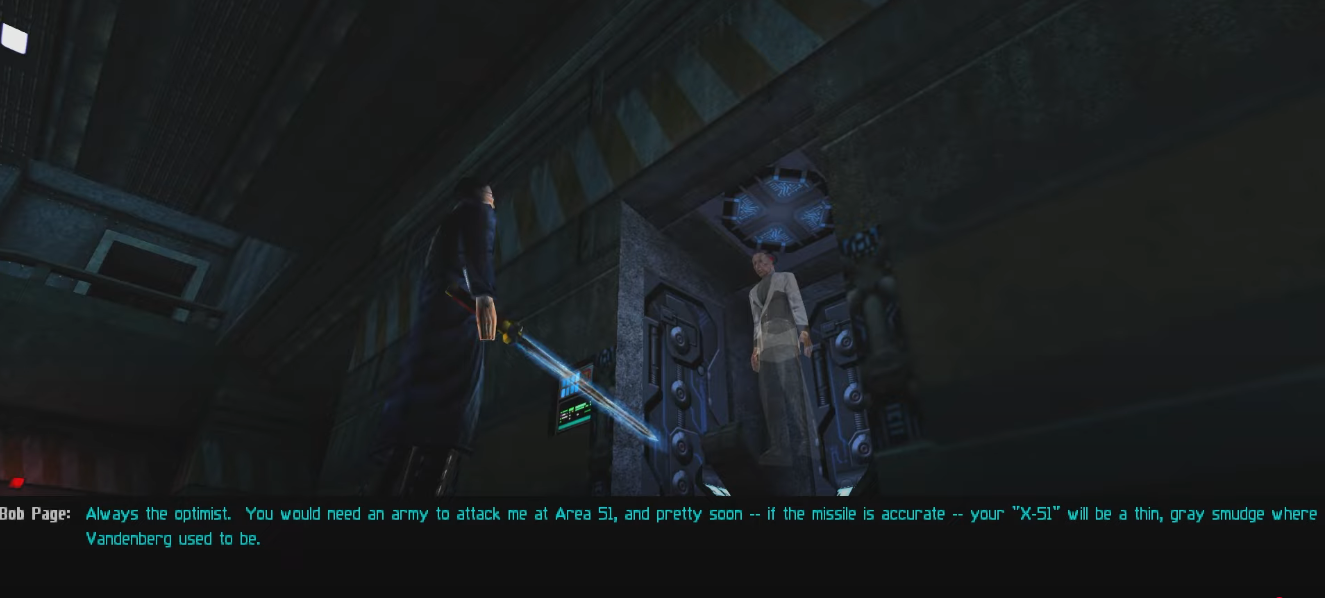 Bob Page: Always the optimist.  You would need an army to attack me at Area 51, and pretty soon -- if the missile is accurate -- your "X-51" will be a thin, gray smudge where
Vandenberg used to be.